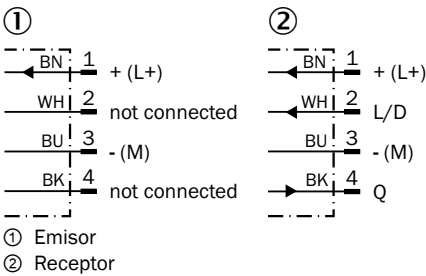 ① ②
BN 1 + (L+) BN 1 + (L+)
WH 2 not connected WH 2 L/D
BU 3 - (M) BU 3 - (M)
BK 4 not connected BK 4 Q
① Emisor
② Receptor